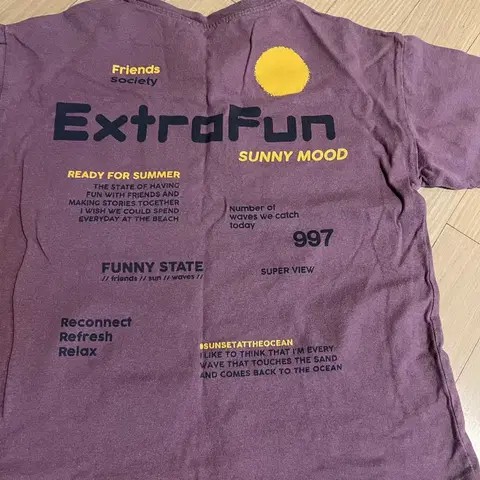 Friends
Society
ExtraFun
SUNNY MOOD
READY FOR SUMMER
THE STATE OF HAVING
FUN WITH FRIENDS AND
MAKING STORIES TOGETHER
I WISH WE COULD SPEND
EVERYDAY AT THE BEACH
Number of
waves we catch
today
997
FUNNY STATE
// friends // sun // waves //
SUPER VIEW
Reconnect
Refresh
Relax
#SUNSETATTHEOCEAN
I LIKE TO THINK THAT I'M EVERY
WAVE THAT TOUCHES THE SAND
AND COMES BACK TO THE OCEAN